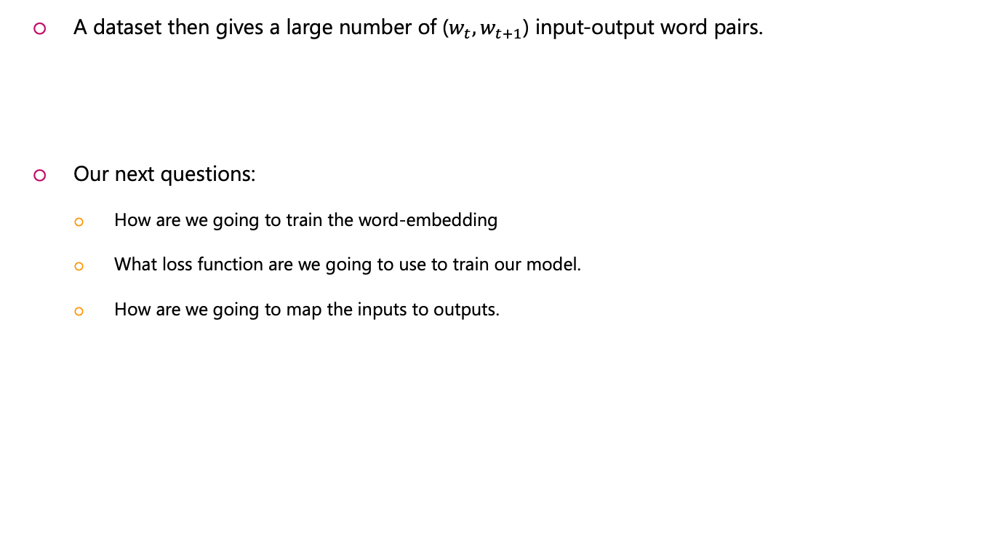 A dataset then gives a large number of (wₜ, wₜ₊₁) input-output word pairs.
Our next questions:
How are we going to train the word-embedding
What loss function are we going to use to train our model.
How are we going to map the inputs to outputs.